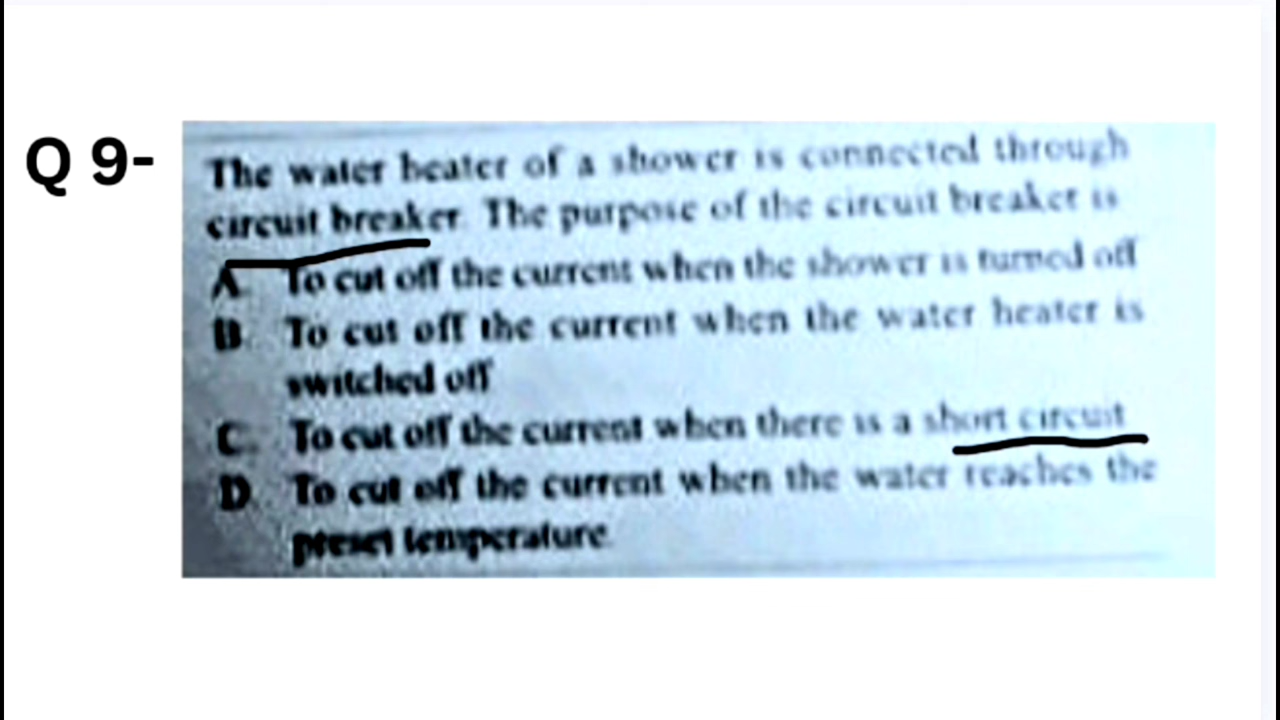 Q 9-
The water heater of a shower is connected through
circuit breaker. The purpose of the circuit breaker is
A. To cut off the current when the shower is turned off
B. To cut off the current when the water heater is
switched off
C. To cut off the current when there is a short circuit
D. To cut off the current when the water reaches the
preset temperature